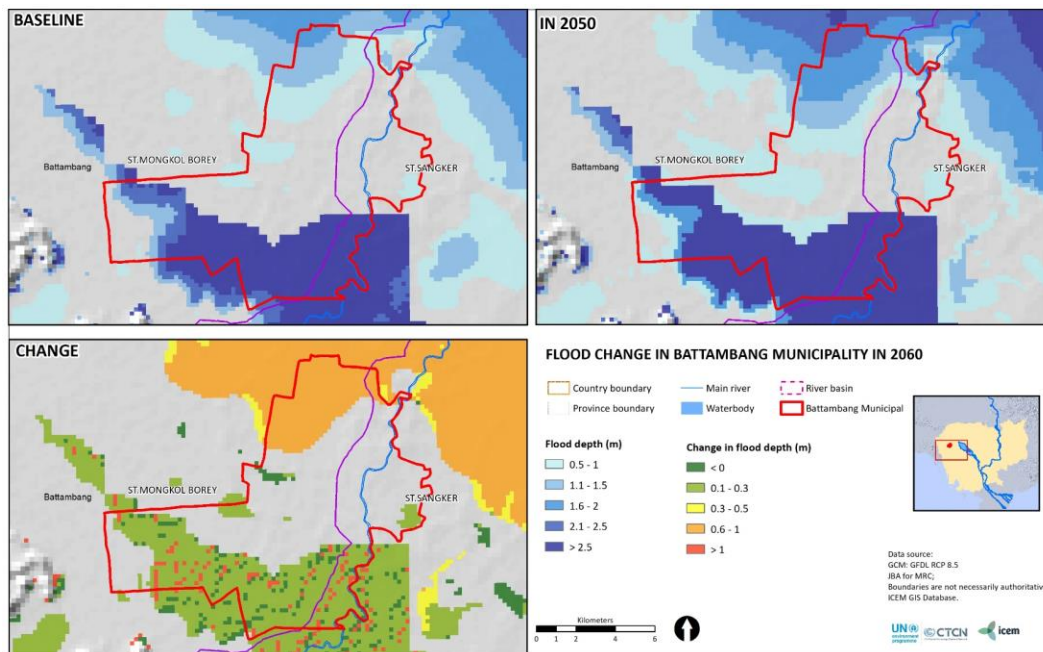 BASELINE
Battambang
ST.MONGKOL BOREY
ST.SANGKER
IN 2050
Battambang
ST.MONGKOL BOREY
ST.SANGKER
CHANGE
Battambang
ST.MONGKOL BOREY
ST.SANGKER
FLOOD CHANGE IN BATTAMBANG MUNICIPALITY IN 2060
Country boundary
Main river
River basin
Province boundary
Waterbody
Battambang Municipal
Flood depth (m)
0.5 - 1
1.1 - 1.5
1.6 - 2
2.1 - 2.5
> 2.5
Change in flood depth (m)
< 0
0.1 - 0.3
0.3 - 0.5
0.6 - 1
> 1
Data source:
GCM: GFDL RCP 8.5
JBA for MRC;
Boundaries are not necessarily authoritativ
ICEM GIS Database.
Kilometers
0 1 2 4 6
UN
environment
programme
CTCN
icem